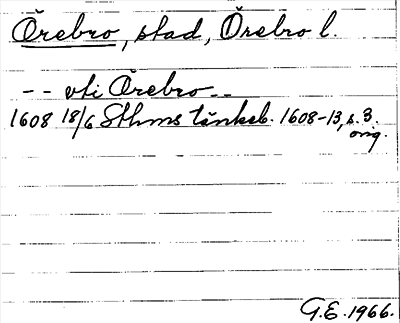 Örebro, stad, Örebro l.
-- uti Örebro --
1608 18/6 Sthms tänkeb. 1608-13, s. 3.
orig.
G.E. 1966.